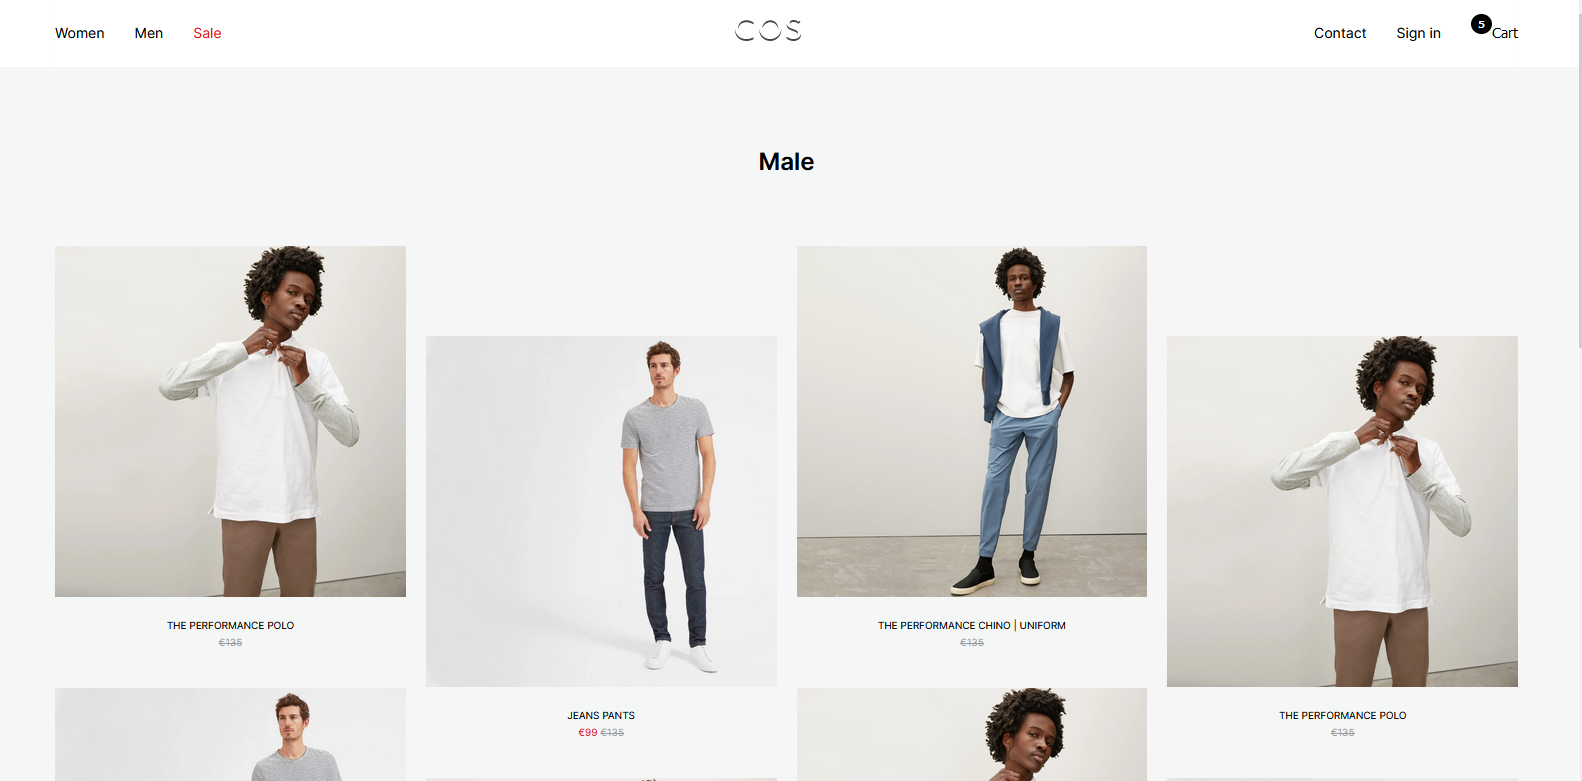 Women Men Sale
COS
Contact Sign in 5 Cart
Male
THE PERFORMANCE POLO
€135
JEANS PANTS
€99 €135
THE PERFORMANCE CHINO | UNIFORM
€135
THE PERFORMANCE POLO
€135